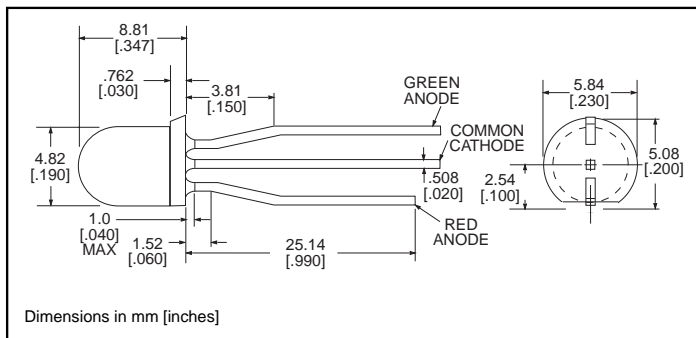 8.81
[.347]
.762
[.030]
3.81
[.150]
GREEN
ANODE
5.84
[.230]
COMMON
CATHODE
4.82
[.190]
.508
[.020]
2.54
[.100]
5.08
[.200]
1.0
[.040]
MAX
1.52
[.060]
25.14
[.990]
RED
ANODE
Dimensions in mm [inches]